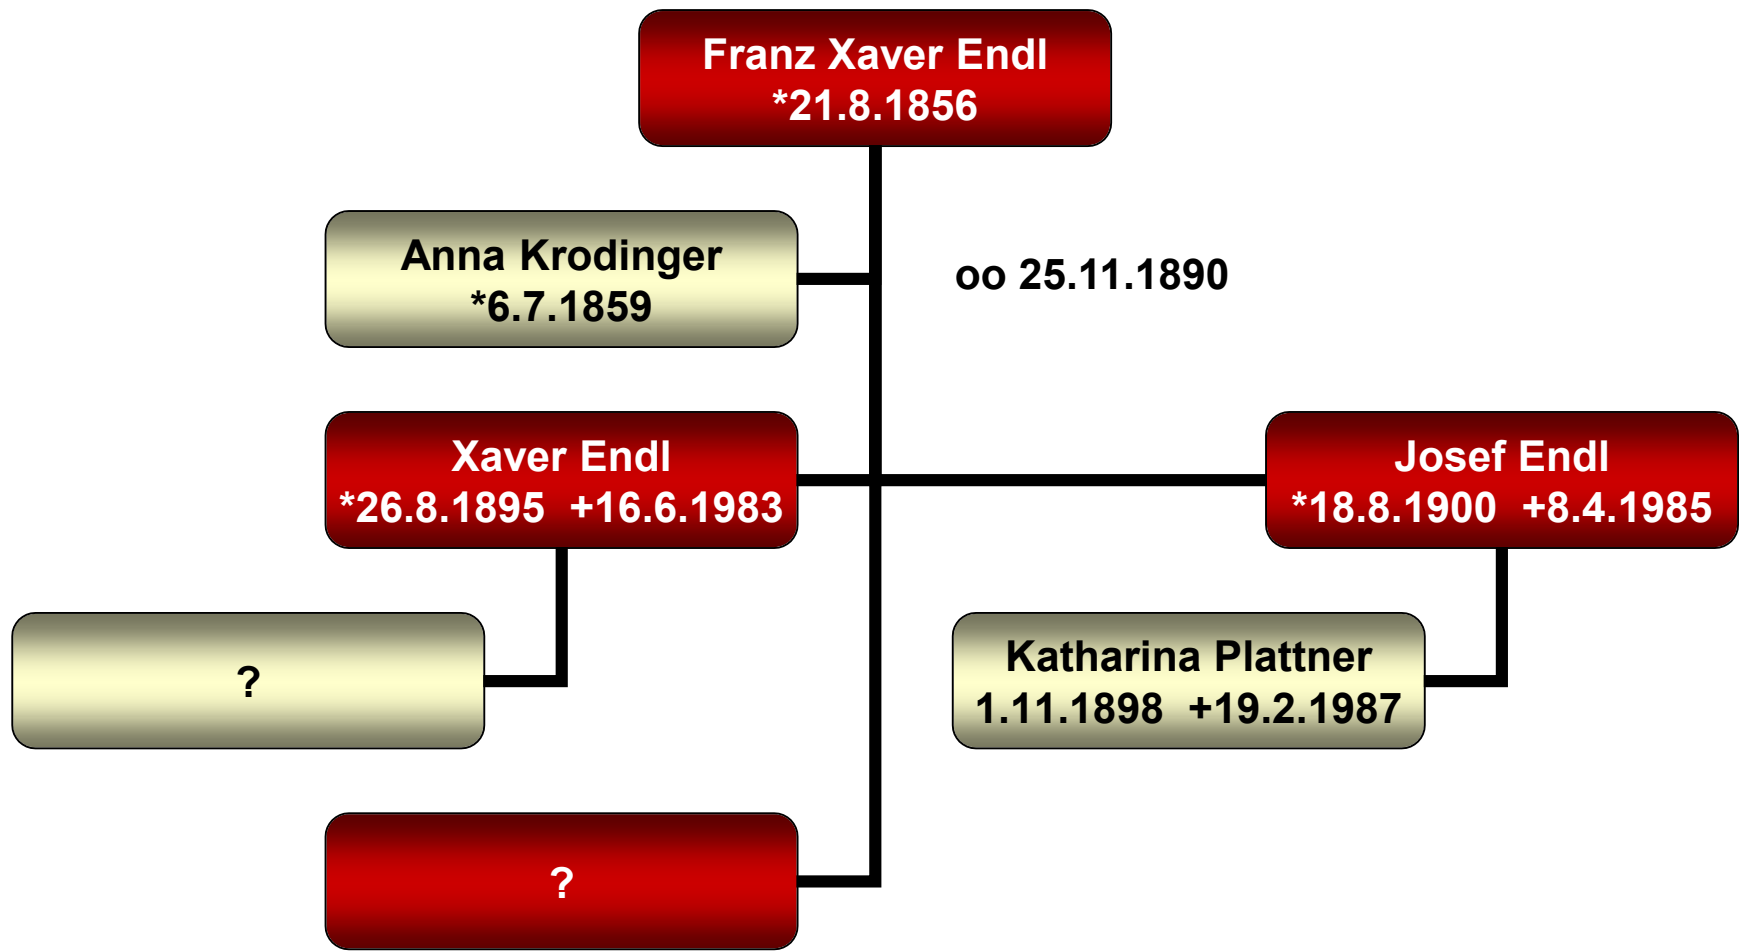 Franz Xaver Endl
*21.8.1856
Anna Krodinger
*6.7.1859
oo 25.11.1890
Xaver Endl
*26.8.1895 +16.6.1983
Josef Endl
*18.8.1900 +8.4.1985
?
Katharina Plattner
1.11.1898 +19.2.1987
?